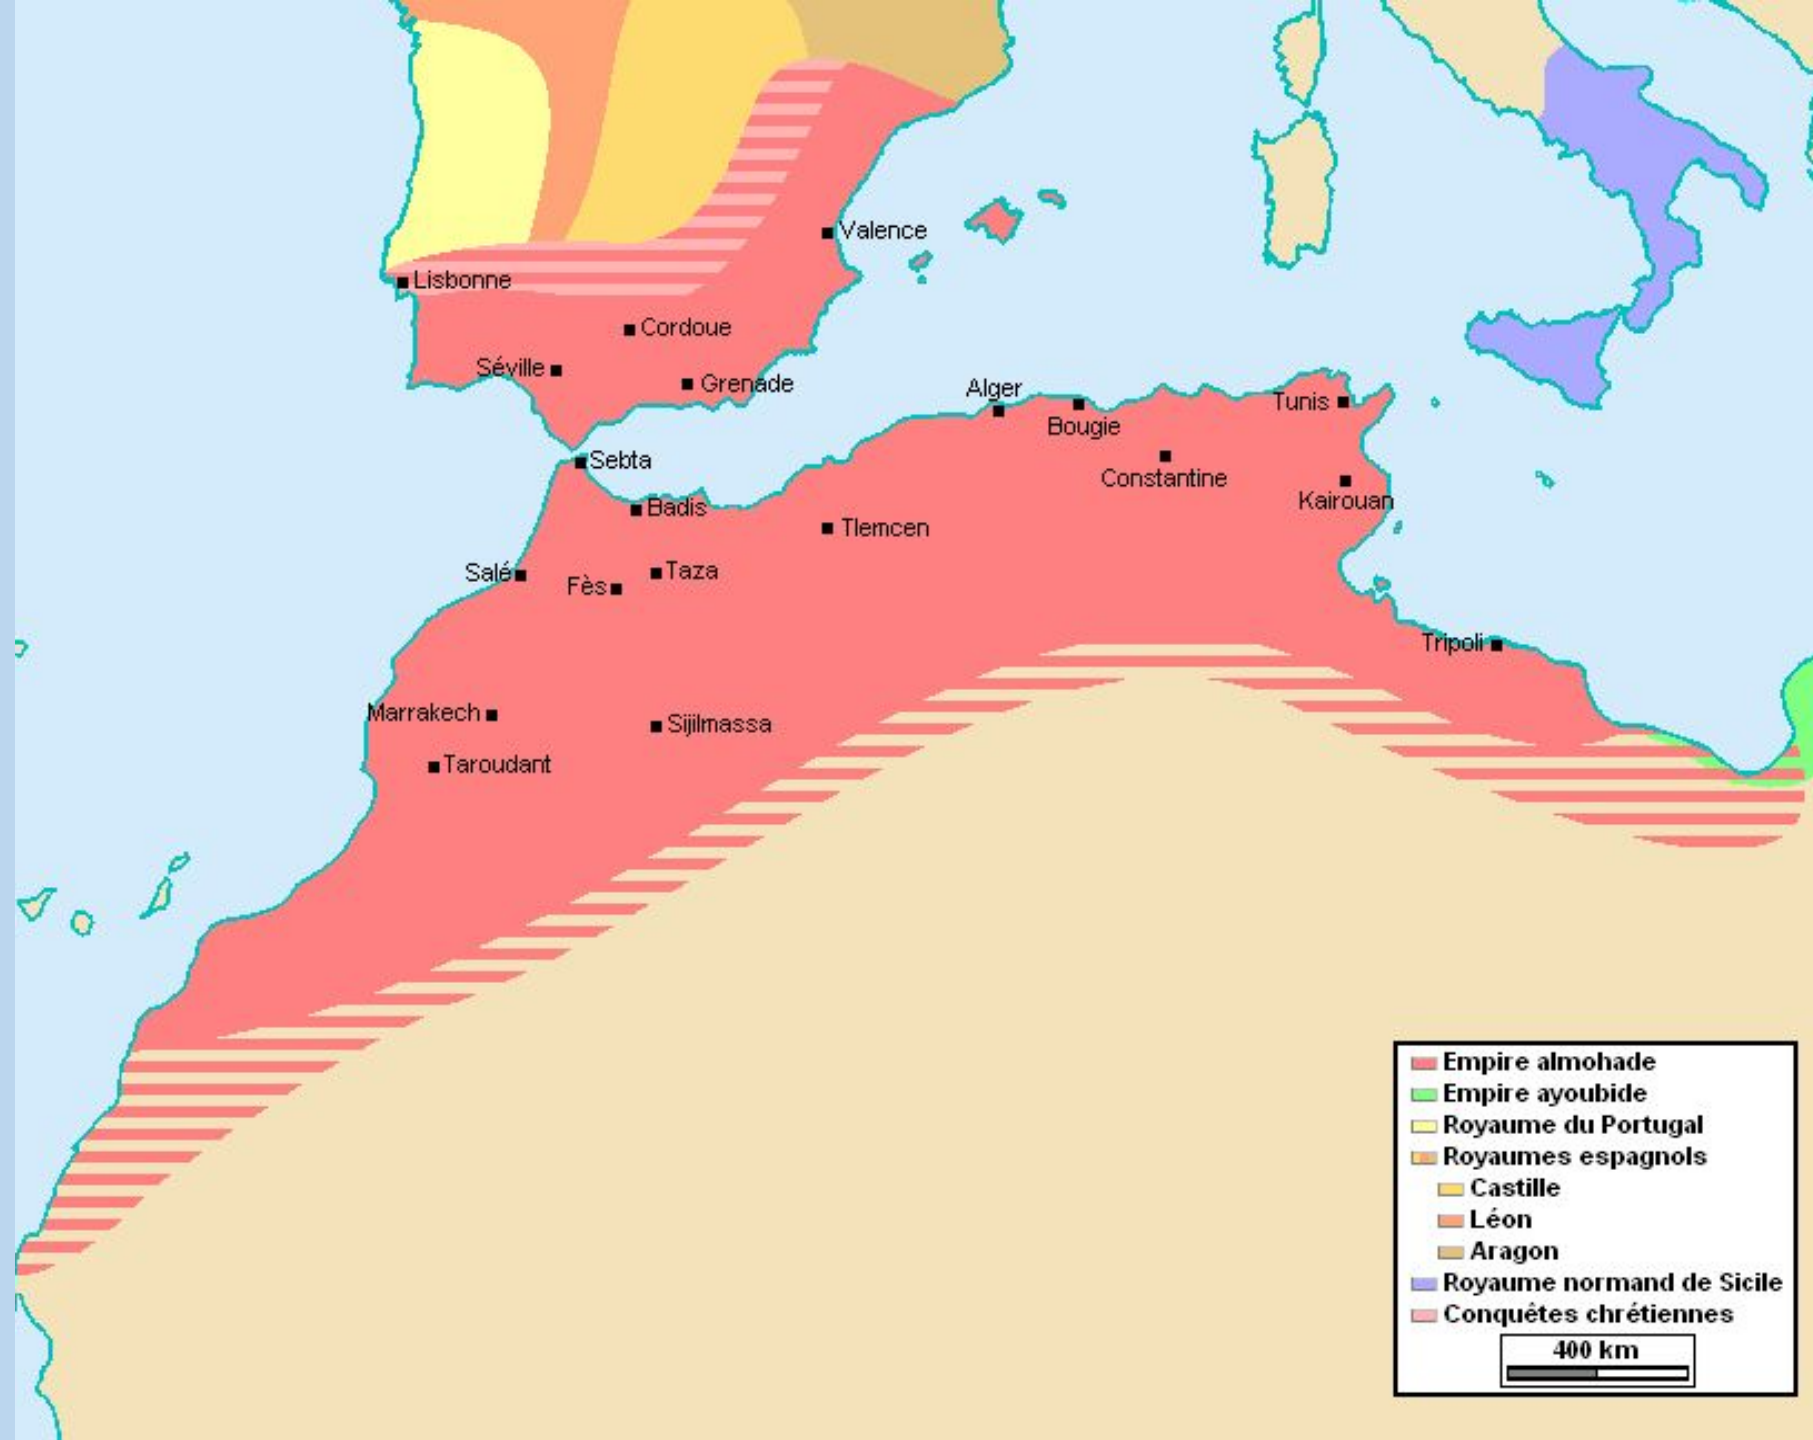 Valence
Lisbonne
Cordoue
Séville
Grenade
Alger
Tunis
Bougie
Sebta
Constantine
Kairouan
Badis
Tlemcen
Salé
Fès
Taza
Tripoli
Marrakech
Sijilmassa
Taroudant
Empire almohade
Empire ayoubide
Royaume du Portugal
Royaumes espagnols
Castille
Léon
Aragon
Royaume normand de Sicile
Conquêtes chrétiennes
400 km